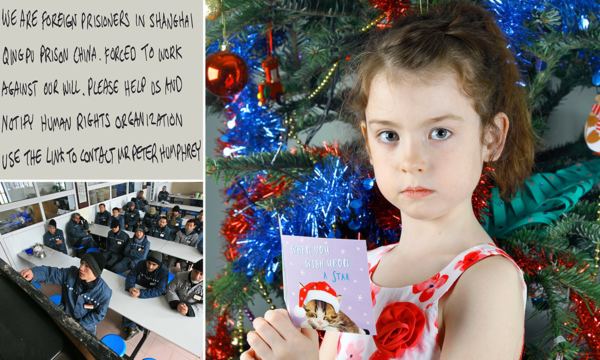 WE ARE FOREIGN PRISIONERS IN SHANGHAI
QINGPU PRISON CHINA. FORCED TO WORK
AGAINST OUR WILL. PLEASE HELP US AND
NOTIFY HUMAN RIGHTS ORGANIZATION
USE THE LINK TO CONTACT MR PETER HUMPHREY
WHEN YOU
WISH UPON
A STAR